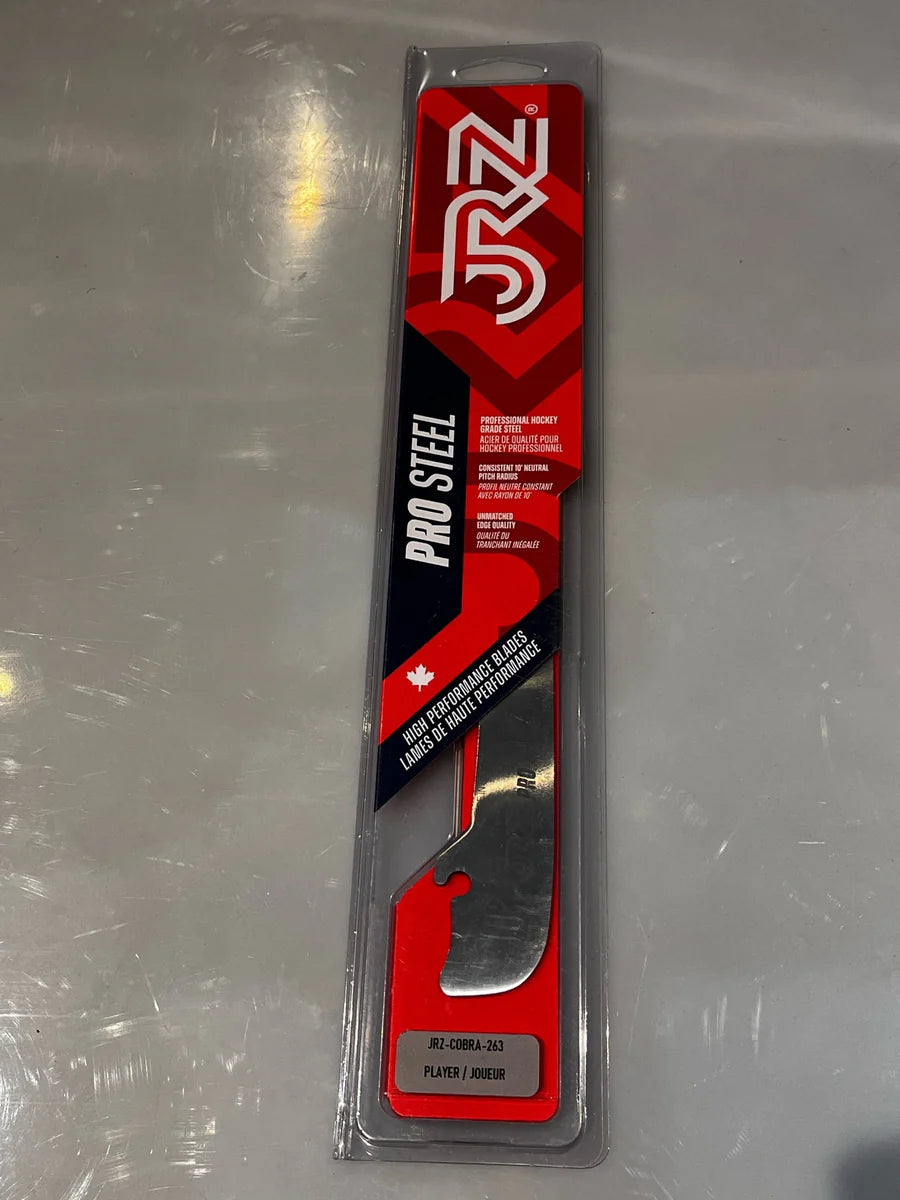 JRZ®
PRO STEEL
PROFESSIONAL HOCKEY
GRADE STEEL
ACIER DE QUALITÉ POUR
HOCKEY PROFESSIONNEL
CONSISTENT 10' NEUTRAL
PITCH RADIUS
PROFIL NEUTRE CONSTANT
AVEC RAYON DE 10'
UNMATCHED
EDGE QUALITY
QUALITÉ DU
TRANCHANT INÉGALÉE
HIGH PERFORMANCE BLADES
LAMES DE HAUTE PERFORMANCE
PRO
JRZ-COBRA-263
PLAYER / JOUEUR